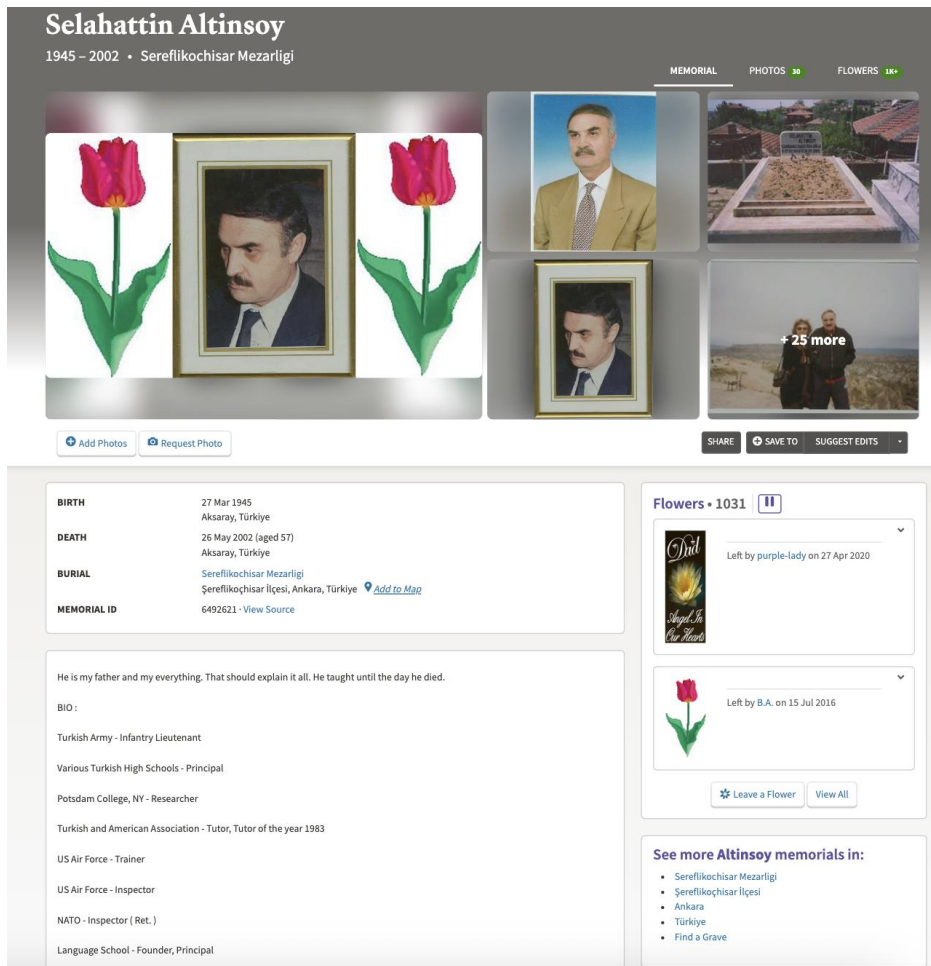 Selahattin Altinsoy
1945 – 2002 • Sereflikochisar Mezarligi
MEMORIAL
PHOTOS 30
FLOWERS 1K+
SELAHATTİN
+ 25 more
Add Photos
Request Photo
SHARE
SAVE TO
SUGGEST EDITS
BIRTH
27 Mar 1945
Aksaray, Türkiye
DEATH
26 May 2002 (aged 57)
Aksaray, Türkiye
BURIAL
Sereflikochisar Mezarligi
Şereflikoçhisar İlçesi, Ankara, Türkiye Add to Map
MEMORIAL ID
6492621 · View Source
He is my father and my everything. That should explain it all. He taught until the day he died.
BIO :
Turkish Army - Infantry Lieutenant
Various Turkish High Schools - Principal
Potsdam College, NY - Researcher
Turkish and American Association - Tutor, Tutor of the year 1983
US Air Force - Trainer
US Air Force - Inspector
NATO - Inspector ( Ret. )
Language School - Founder, Principal
Flowers • 1031
Dad
Angel In
Our Hearts
Left by purple-lady on 27 Apr 2020
Left by B.A. on 15 Jul 2016
Leave a Flower
View All
See more Altinsoy memorials in:
• Sereflikochisar Mezarligi
• Şereflikoçhisar İlçesi
• Ankara
• Türkiye
• Find a Grave